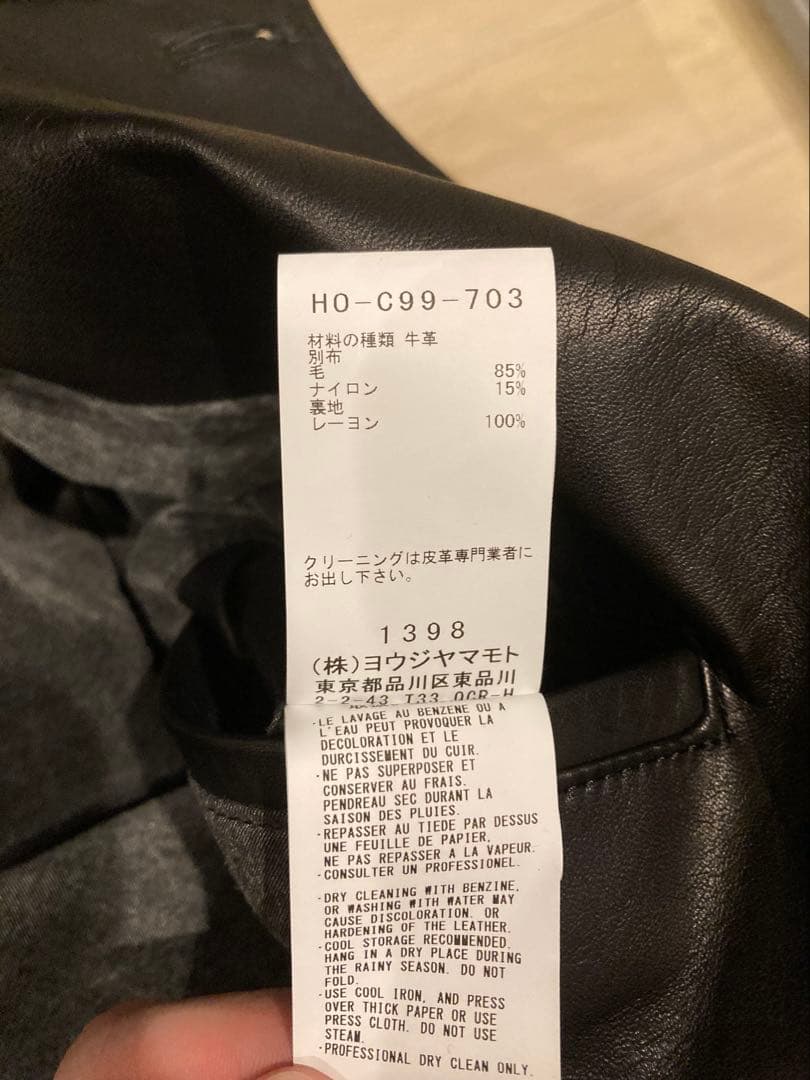 HO-C99-703
材料の種類 牛革
別布
毛 85%
ナイロン 15%
裏地
レーヨン 100%
クリーニングは皮革専門業者に
お出し下さい。
1398
(株)ヨウジヤマモト
東京都品川区東品川
2-2-43 T33 OCR-H
・LE LAVAGE AU BENZENE OU A
L'EAU PEUT PROVOQUER LA
DECOLORATION ET LE
DURCISSEMENT DU CUIR.
・NE PAS SUPERPOSER ET
CONSERVER AU FRAIS.
PENDREAU SEC DURANT LA
SAISON DES PLUIES.
・REPASSER AU TIEDE PAR DESSUS
UNE FEUILLE DE PAPIER,
NE PAS REPASSER A LA VAPEUR.
・CONSULTER UN PROFESSIONEL.
・DRY CLEANING WITH BENZINE,
OR WASHING WITH WATER MAY
CAUSE DISCOLORATION. OR
HARDENING OF THE LEATHER.
・COOL STORAGE RECOMMENDED.
HANG IN A DRY PLACE DURING
THE RAINY SEASON. DO NOT
FOLD.
・USE COOL IRON, AND PRESS
OVER THICK PAPER OR USE
PRESS CLOTH. DO NOT USE
STEAM.
・PROFESSIONAL DRY CLEAN ONLY.